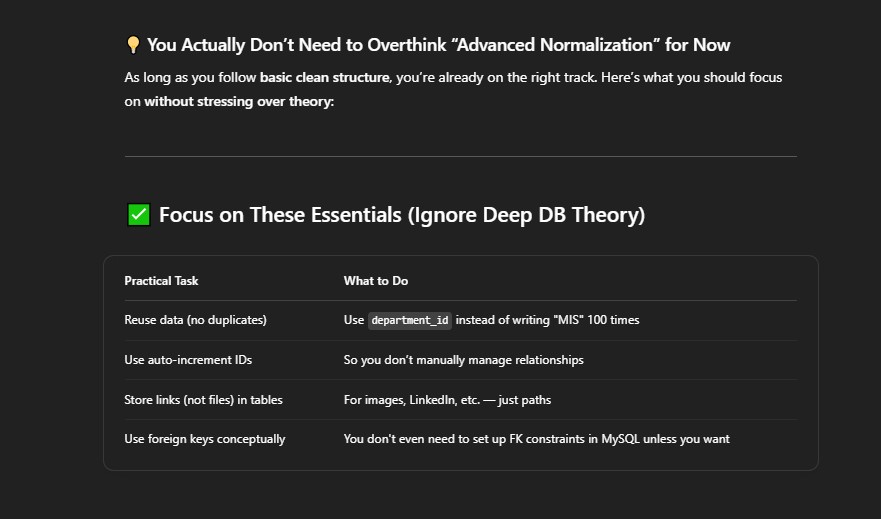 💡 You Actually Don’t Need to Overthink “Advanced Normalization” for Now
As long as you follow basic clean structure, you’re already on the right track. Here’s what you should focus
on without stressing over theory:
✅ Focus on These Essentials (Ignore Deep DB Theory)
Practical Task What to Do
Reuse data (no duplicates) Use department_id instead of writing "MIS" 100 times
Use auto-increment IDs So you don’t manually manage relationships
Store links (not files) in tables For images, LinkedIn, etc. — just paths
Use foreign keys conceptually You don't even need to set up FK constraints in MySQL unless you want